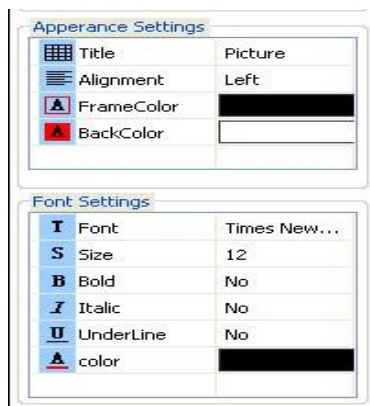 Apperance Settings
Title Picture
Alignment Left
A FrameColor
A BackColor
Font Settings
T Font Times New...
S Size 12
B Bold No
I Italic No
U UnderLine No
A color